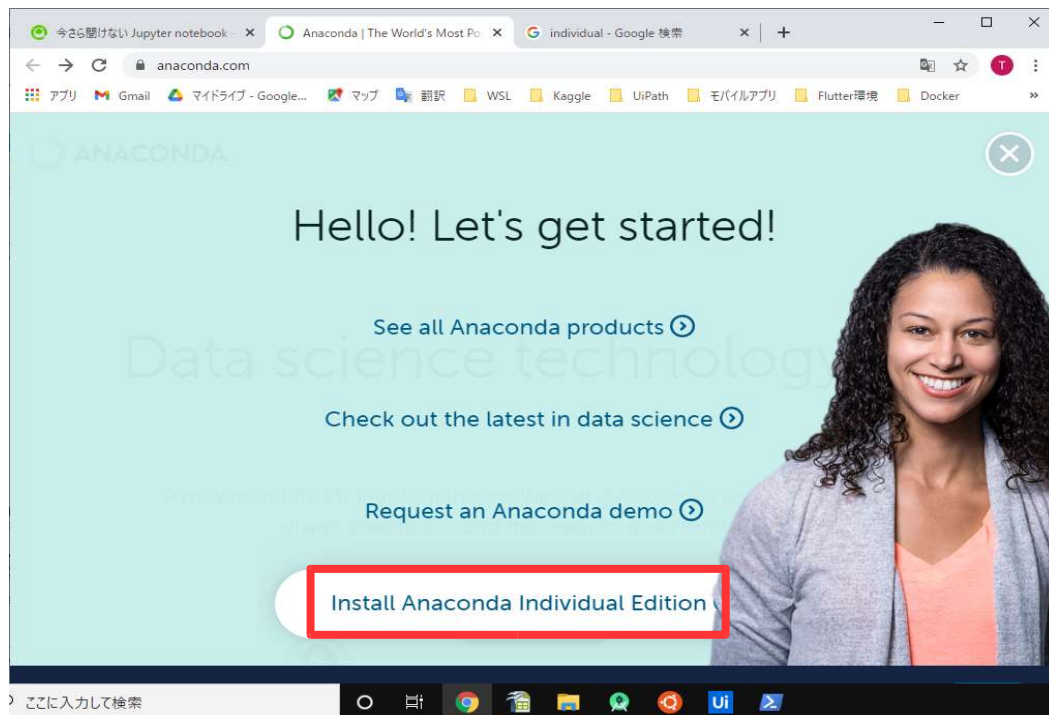 今さら聞けない Jupyter notebook - Anaconda | The World's Most Po individual - Google 検索
anaconda.com T
アプリ Gmail マイドライブ - Google... マップ 翻訳 WSL Kaggle UiPath モバイルアプリ Flutter環境 Docker »
ANACONDA
Hello! Let's get started!
See all Anaconda products
Data science technology
Check out the latest in data science
Request an Anaconda demo
Install Anaconda Individual Edition
ここに入力して検索 Ui